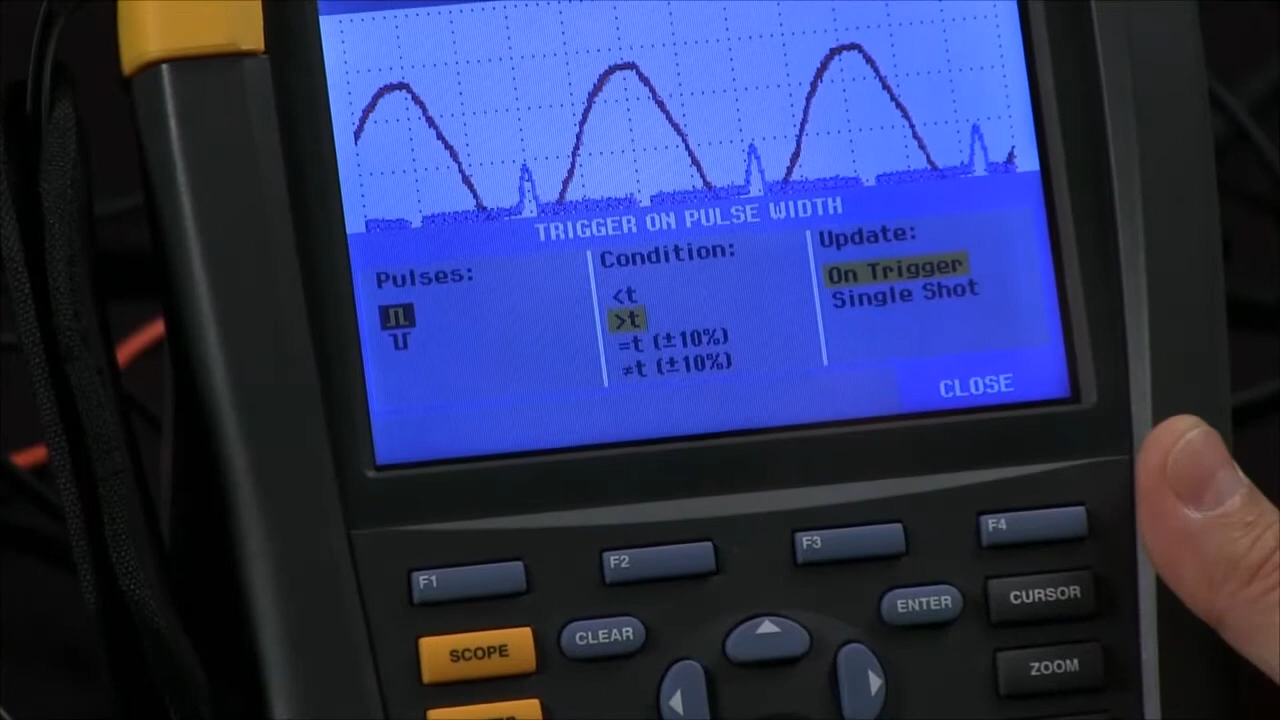 TRIGGER ON PULSE WIDTH
Pulses:
Condition:
<t
>t
=t (±10%)
≠t (±10%)
Update:
On Trigger
Single Shot
CLOSE
F1
F2
F3
F4
SCOPE
CLEAR
ENTER
CURSOR
ZOOM